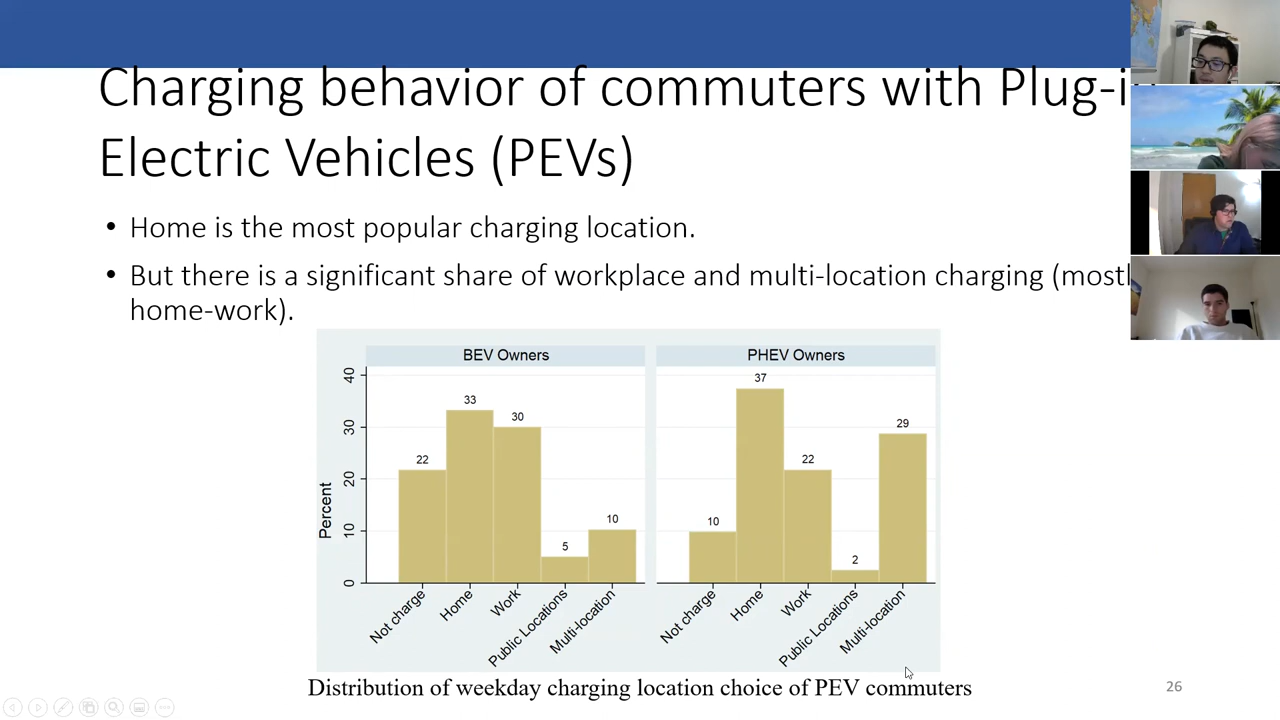 Charging behavior of commuters with Plug-in
Electric Vehicles (PEVs)
• Home is the most popular charging location.
• But there is a significant share of workplace and multi-location charging (mostl
home-work).
BEV Owners
PHEV Owners
Percent
40
30
20
10
0
22
33
30
5
10
10
37
22
2
29
Not charge
Home
Work
Public Locations
Multi-location
Not charge
Home
Work
Public Locations
Multi-location
Distribution of weekday charging location choice of PEV commuters
26